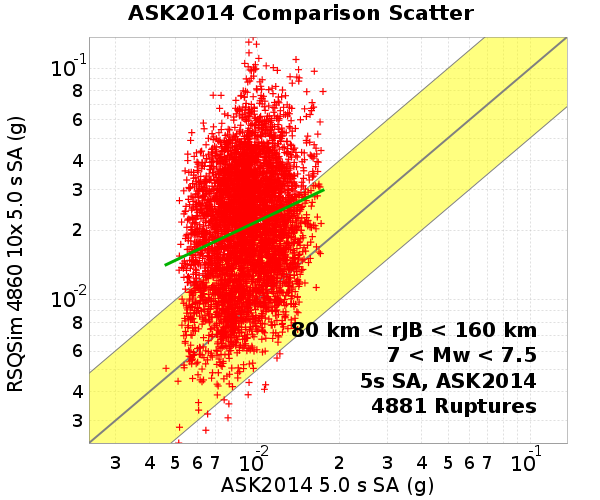 ASK2014 Comparison Scatter
RSQSim 4860 10x 5.0 s SA (g)
10-1
8
6
4
3
2
10-2
8
6
4
3
80 km < rJB < 160 km
7 < Mw < 7.5
5s SA, ASK2014
4881 Ruptures
3 4 5 6 7 10-2 2 3 4 5 6 7 10-1
ASK2014 5.0 s SA (g)